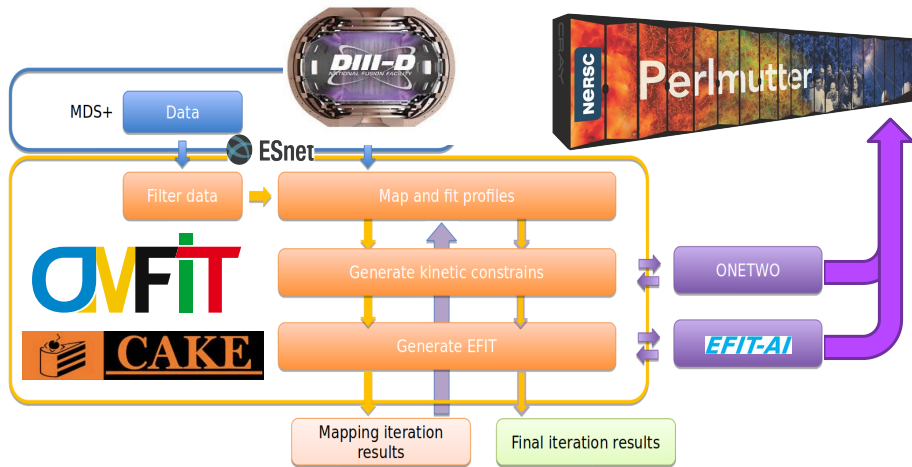 DIII-D
NATIONAL FUSION FACILITY
CRAY
NERSC
Perlmutter
MDS+
Data
ESnet
Filter data
Map and fit profiles
OMFIT
Generate kinetic constrains
ONETWO
CAKE
Generate EFIT
EFIT-AI
Mapping iteration
results
Final iteration results